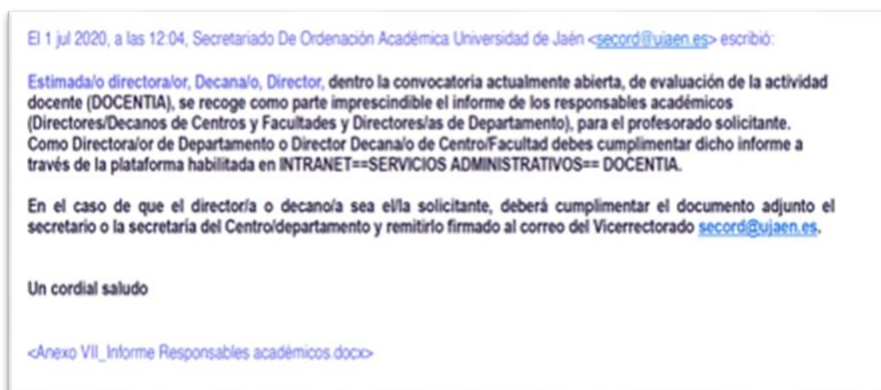 El 1 jul 2020, a las 12:04, Secretariado De Ordenación Académica Universidad de Jaén <secord@ujaen.es> escribió:
Estimada/o directora/or, Decana/o, Director, dentro la convocatoria actualmente abierta, de evaluación de la actividad
docente (DOCENTIA), se recoge como parte imprescindible el informe de los responsables académicos
(Directores/Decanos de Centros y Facultades y Directores/as de Departamento), para el profesorado solicitante.
Como Directora/or de Departamento o Director Decana/o de Centro/Facultad debes cumplimentar dicho informe a
través de la plataforma habilitada en INTRANET==SERVICIOS ADMINISTRATIVOS== DOCENTIA.
En el caso de que el director/a o decano/a sea el/la solicitante, deberá cumplimentar el documento adjunto el
secretario o la secretaría del Centro/departamento y remitirlo firmado al correo del Vicerrectorado secord@ujaen.es.
Un cordial saludo
<Anexo VII_Informe Responsables académicos.docx>